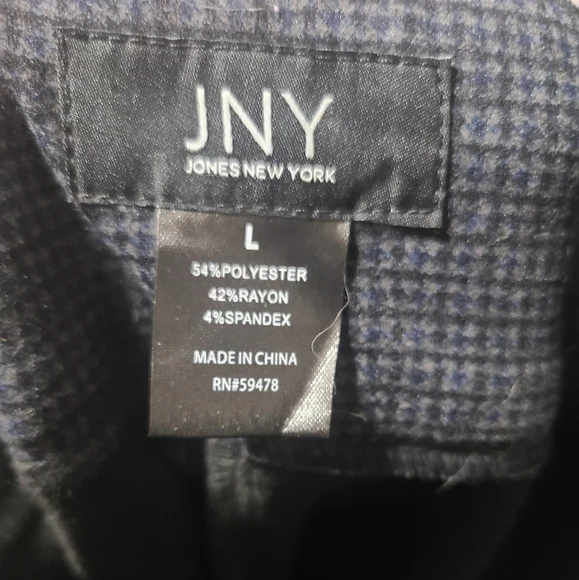 JNY
JONES NEW YORK
L
54%POLYESTER
42%RAYON
4%SPANDEX
MADE IN CHINA
RN#59478